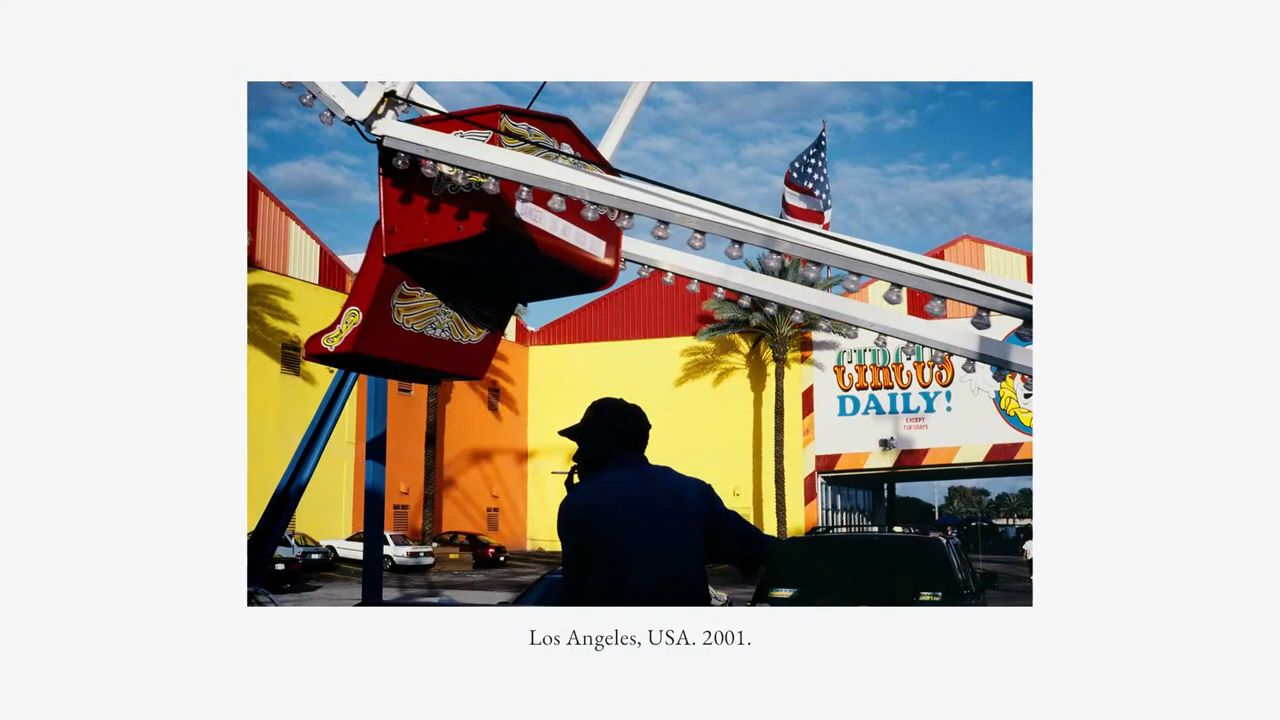 CIRCUS
DAILY!
EXCEPT
TUESDAYS
Los Angeles, USA. 2001.